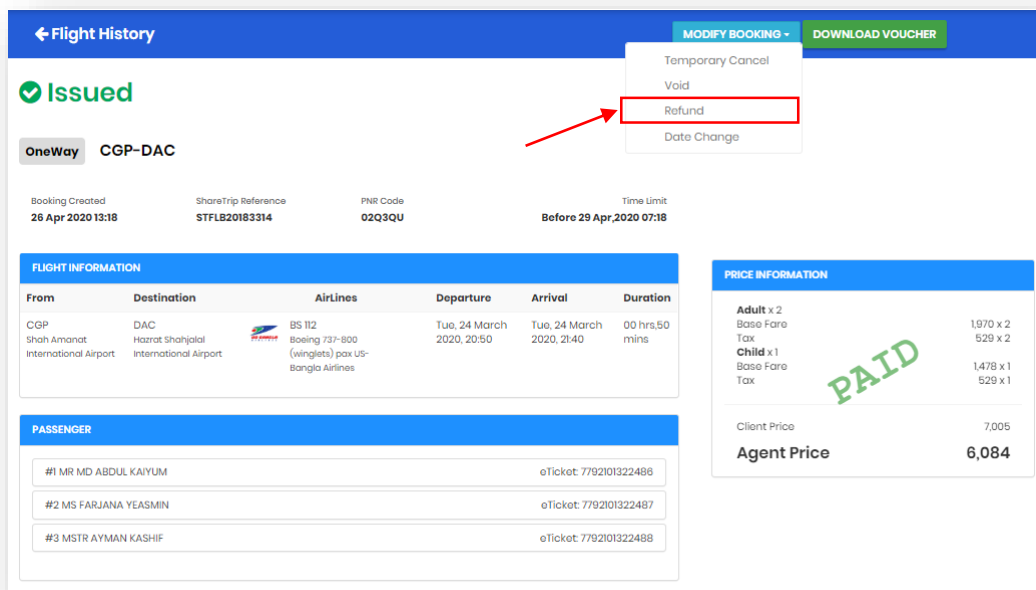 Flight History
MODIFY BOOKING
DOWNLOAD VOUCHER
Temporary Cancel
Void
Refund
Date Change
Issued
OneWay CGP-DAC
Booking Created ShareTrip Reference PNR Code Time Limit
26 Apr 2020 13:18 STFLB20183314 02Q3QU Before 29 Apr,2020 07:18
FLIGHT INFORMATION
From Destination AirLines Departure Arrival Duration
CGP DAC BS 112 Tue, 24 March Tue, 24 March 00 hrs,50
Shah Amanat Hazrat Shahjalal Boeing 737-800 2020, 20:50 2020, 21:40 mins
International Airport International Airport (winglets) pax US-
Bangla Airlines
PRICE INFORMATION
Adult x 2
Base Fare 1,970 x 2
Tax 529 x 2
Child x 1
Base Fare 1,478 x 1
Tax 529 x 1
PAID
Client Price 7,005
Agent Price 6,084
PASSENGER
#1 MR MD ABDUL KAIYUM eTicket: 7792101322486
#2 MS FARJANA YEASMIN eTicket: 7792101322487
#3 MSTR AYMAN KASHIF eTicket: 7792101322488